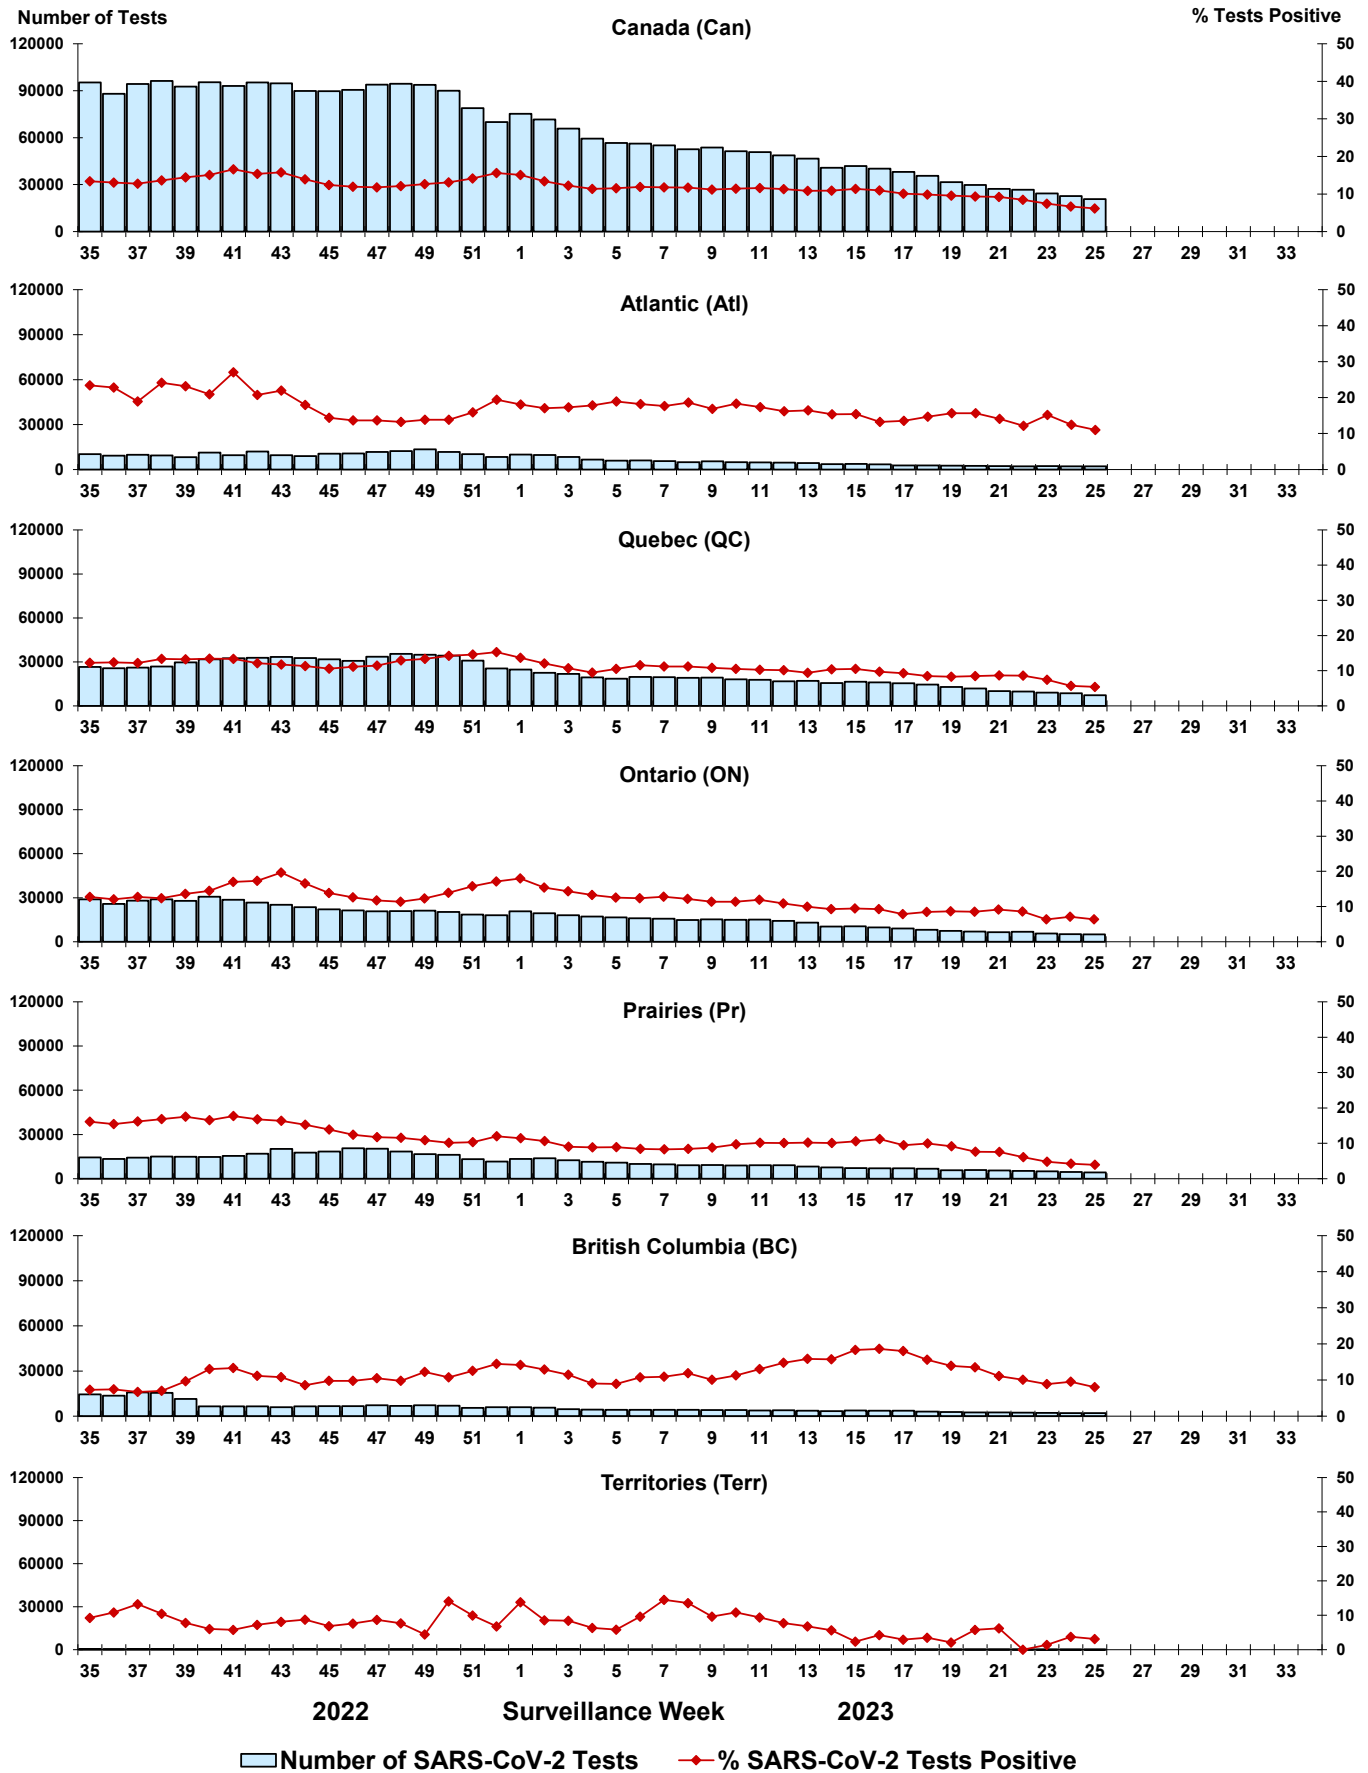 Number of Tests Canada (Can) % Tests Positive
120000 50
90000 40
60000 30
30000 20
0 10
0
35 37 39 41 43 45 47 49 51 1 3 5 7 9 11 13 15 17 19 21 23 25 27 29 31 33
Atlantic (Atl)
120000 50
90000 40
60000 30
30000 20
0 10
0
35 37 39 41 43 45 47 49 51 1 3 5 7 9 11 13 15 17 19 21 23 25 27 29 31 33
Quebec (QC)
120000 50
90000 40
60000 30
30000 20
0 10
0
35 37 39 41 43 45 47 49 51 1 3 5 7 9 11 13 15 17 19 21 23 25 27 29 31 33
Ontario (ON)
120000 50
90000 40
60000 30
30000 20
0 10
0
35 37 39 41 43 45 47 49 51 1 3 5 7 9 11 13 15 17 19 21 23 25 27 29 31 33
Prairies (Pr)
120000 50
90000 40
60000 30
30000 20
0 10
0
35 37 39 41 43 45 47 49 51 1 3 5 7 9 11 13 15 17 19 21 23 25 27 29 31 33
British Columbia (BC)
120000 50
90000 40
60000 30
30000 20
0 10
0
35 37 39 41 43 45 47 49 51 1 3 5 7 9 11 13 15 17 19 21 23 25 27 29 31 33
Territories (Terr)
120000 50
90000 40
60000 30
30000 20
0 10
0
35 37 39 41 43 45 47 49 51 1 3 5 7 9 11 13 15 17 19 21 23 25 27 29 31 33
2022 Surveillance Week 2023
Number of SARS-CoV-2 Tests % SARS-CoV-2 Tests Positive